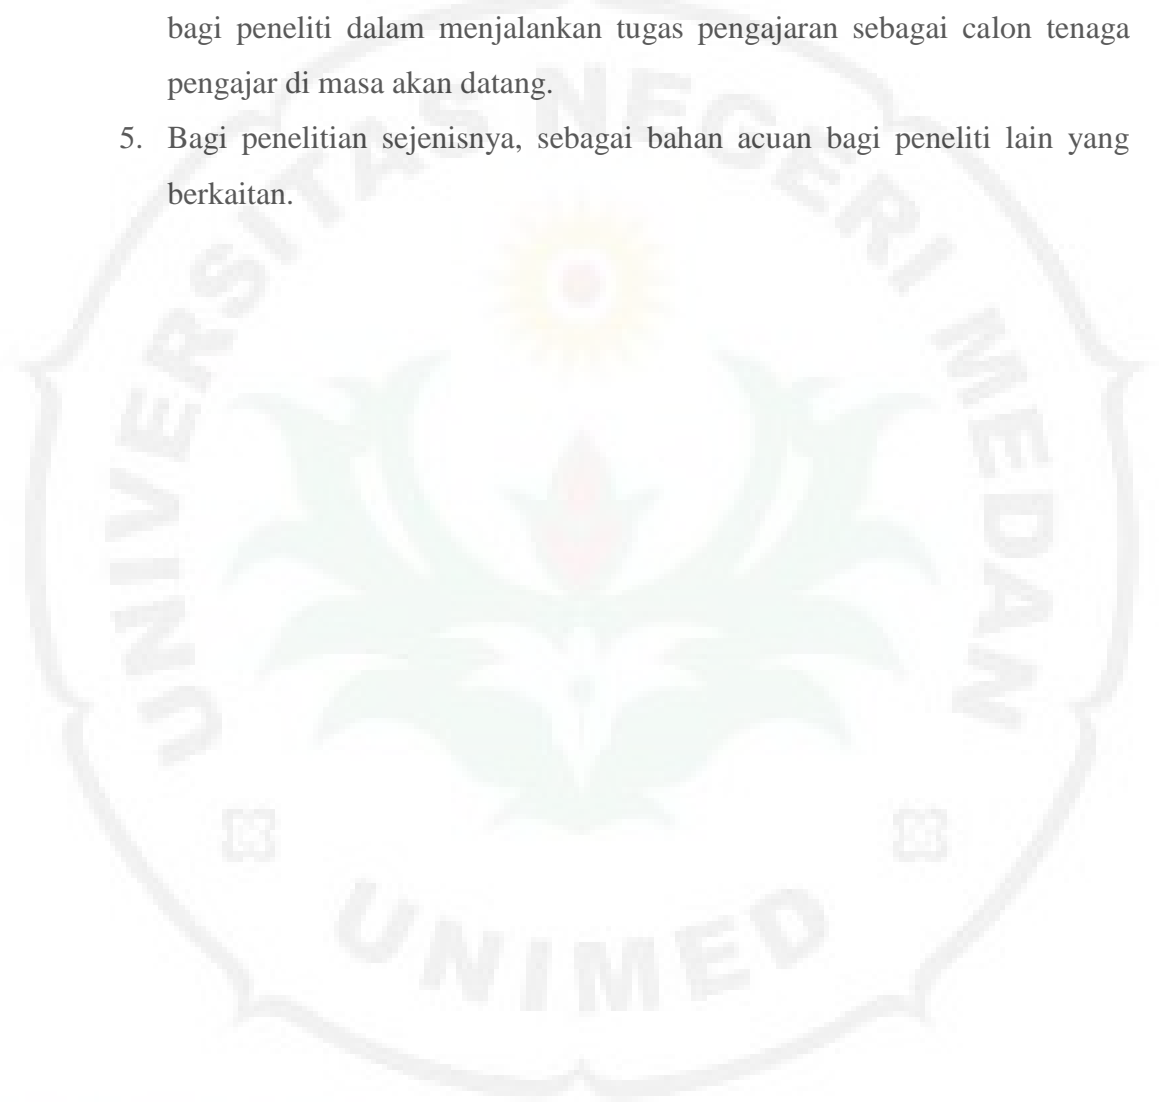 bagi peneliti dalam menjalankan tugas pengajaran sebagai calon tenaga
pengajar di masa akan datang.
5. Bagi penelitian sejenisnya, sebagai bahan acuan bagi peneliti lain yang
berkaitan.
UNIVERSITAS NEGERI MEDAN
UNIMED